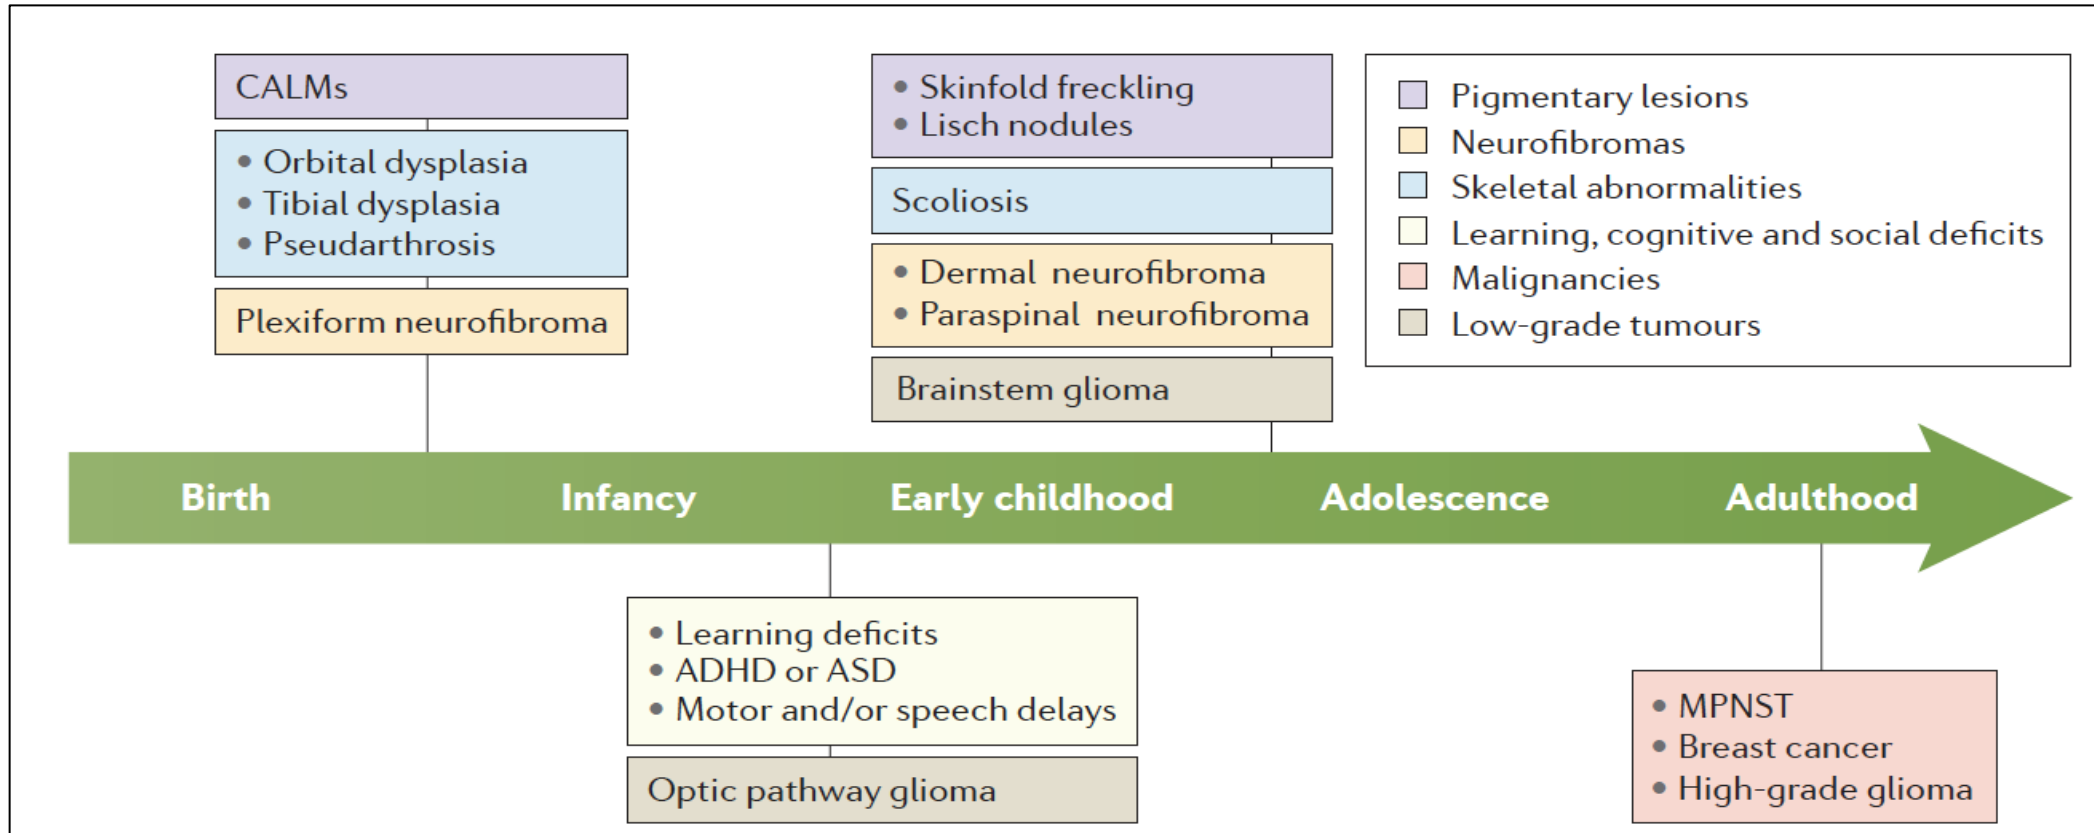 CALMs
• Orbital dysplasia
• Tibial dysplasia
• Pseudarthrosis
Plexiform neurofibroma
• Skinfold freckling
• Lisch nodules
Scoliosis
• Dermal neurofibroma
• Paraspinal neurofibroma
Brainstem glioma
Pigmentary lesions
Neurofibromas
Skeletal abnormalities
Learning, cognitive and social deficits
Malignancies
Low-grade tumours
Birth
Infancy
Early childhood
Adolescence
Adulthood
• Learning deficits
• ADHD or ASD
• Motor and/or speech delays
Optic pathway glioma
• MPNST
• Breast cancer
• High-grade glioma